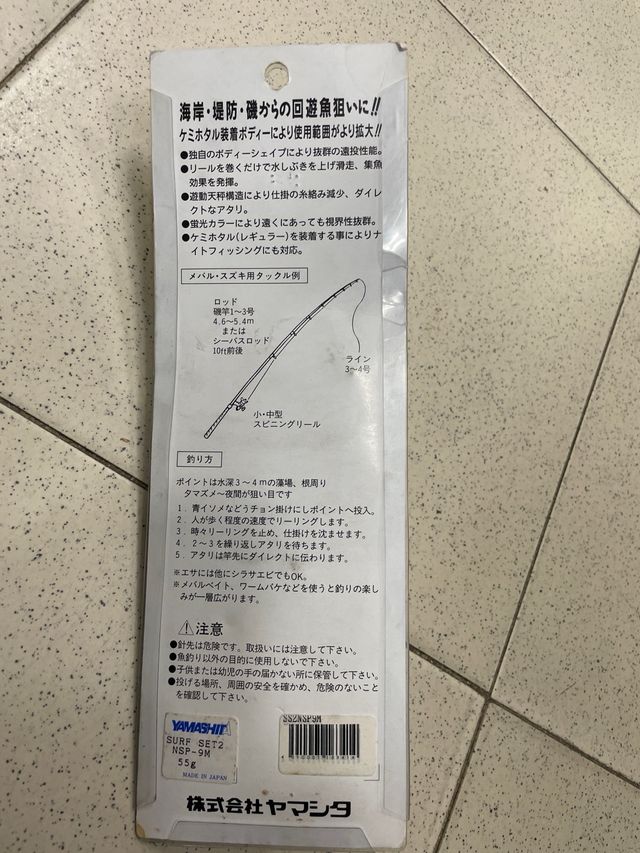 海岸・堤防・磯からの回遊魚狙いに!!
ケミホタル装着ボディーにより使用範囲がより拡大!!
●独自のボディーシェイプにより抜群の遠投性能。
●リールを巻くだけで水しぶきを上げ滑走、集魚
効果を発揮。
●遊動天秤構造により仕掛の糸絡み減少、ダイレ
クトなアタリ。
●蛍光カラーにより遠くにあっても視界性抜群。
●ケミホタル(レギュラー)を装着する事によりナ
イトフィッシングにも対応。
メバル・スズキ用タックル例
ロッド
磯竿1〜3号
4.6〜5.4m
または
シーバスロッド
10ft前後
ライン
3〜4号
小・中型
スピニングリール
釣り方
ポイントは水深3〜4mの藻場、根周り
タマズメ〜夜間が狙い目です
1．青イソメなどうチョン掛けにしポイントへ投入。
2．人が歩く程度の速度でリーリングします。
3．時々リーリングを止め、仕掛けを沈ませます。
4．2〜3を繰り返しアタリを待ちます。
5．アタリは竿先にダイレクトに伝わります。
※エサには他にシラサエビでもOK。
※メバルベイト、ワームバケなどを使うと釣りの楽し
みが一層広がります。
⚠注意
●針先は危険です。取扱いには注意して下さい。
●魚釣り以外の目的に使用しないで下さい。
●子供または幼児の手の届かない所に保管して下さい。
●投げる場所、周囲の安全を確かめ、危険のないこと
を確認して下さい。
YAMASHIT
SURF SET2
NSP-9M
55g
MADE IN JAPAN
SS2NSP9M
株式会社ヤマシタ